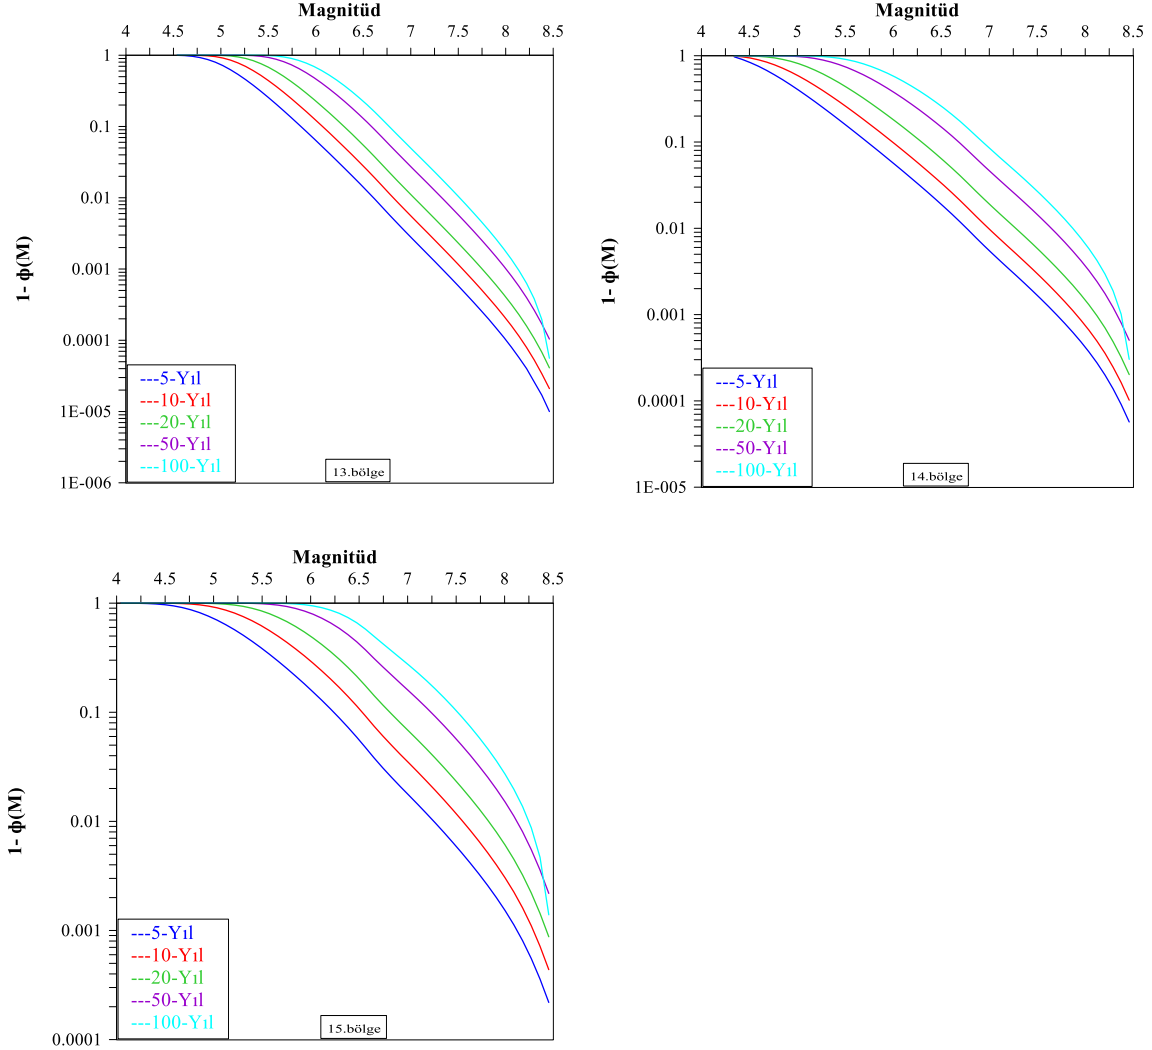 Magnitüd
4 4.5 5 5.5 6 6.5 7 7.5 8 8.5
1
0.1
0.01
0.001
0.0001
1E-005
1E-006
1- ϕ(M)
---5-Yıl
---10-Yıl
---20-Yıl
---50-Yıl
---100-Yıl
13.bölge
Magnitüd
4 4.5 5 5.5 6 6.5 7 7.5 8 8.5
1
0.1
0.01
0.001
0.0001
1E-005
1- ϕ(M)
---5-Yıl
---10-Yıl
---20-Yıl
---50-Yıl
---100-Yıl
14.bölge
Magnitüd
4 4.5 5 5.5 6 6.5 7 7.5 8 8.5
1
0.1
0.01
0.001
0.0001
1- ϕ(M)
---5-Yıl
---10-Yıl
---20-Yıl
---50-Yıl
---100-Yıl
15.bölge